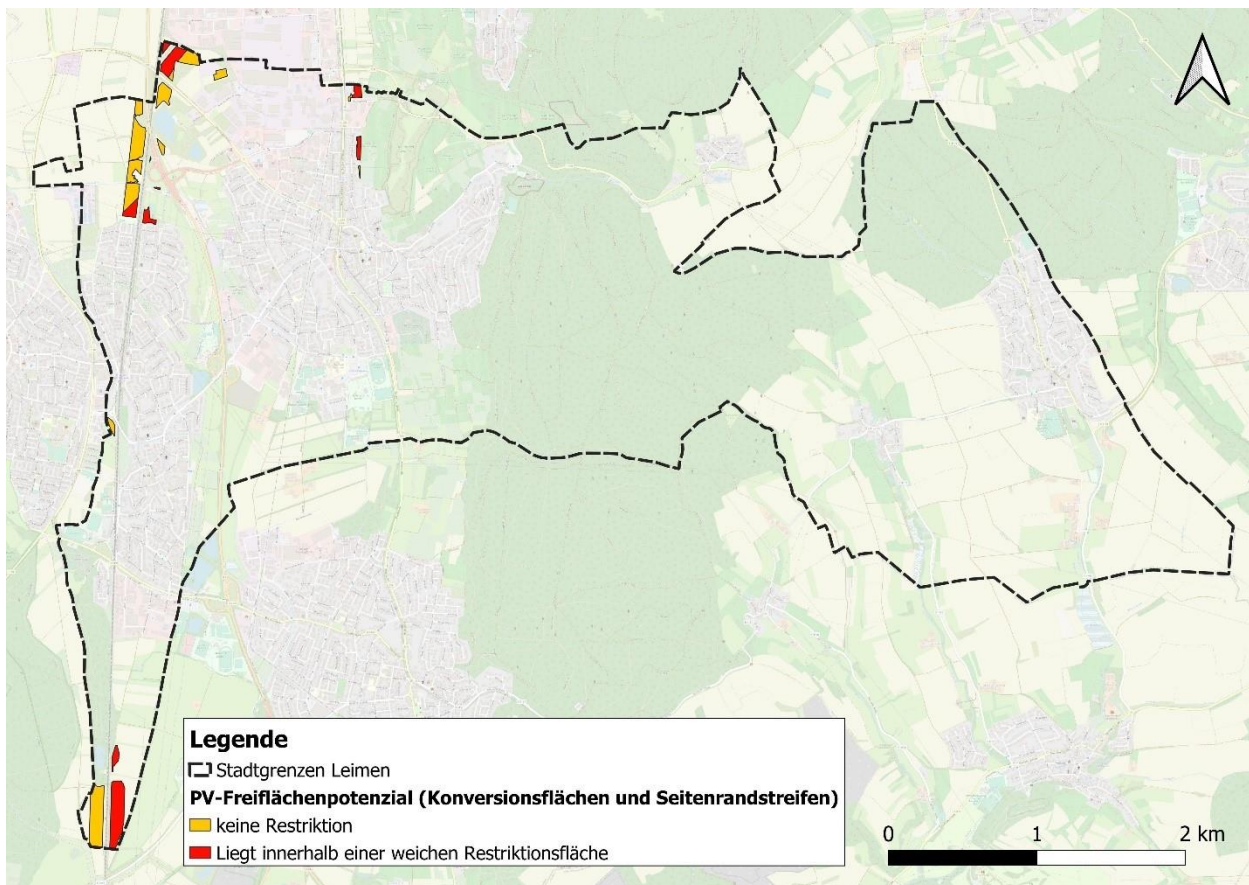 Legende
Stadtgrenzen Leimen
PV-Freiflächenpotenzial (Konversionsflächen und Seitenrandstreifen)
keine Restriktion
Liegt innerhalb einer weichen Restriktionsfläche
0 1 2 km